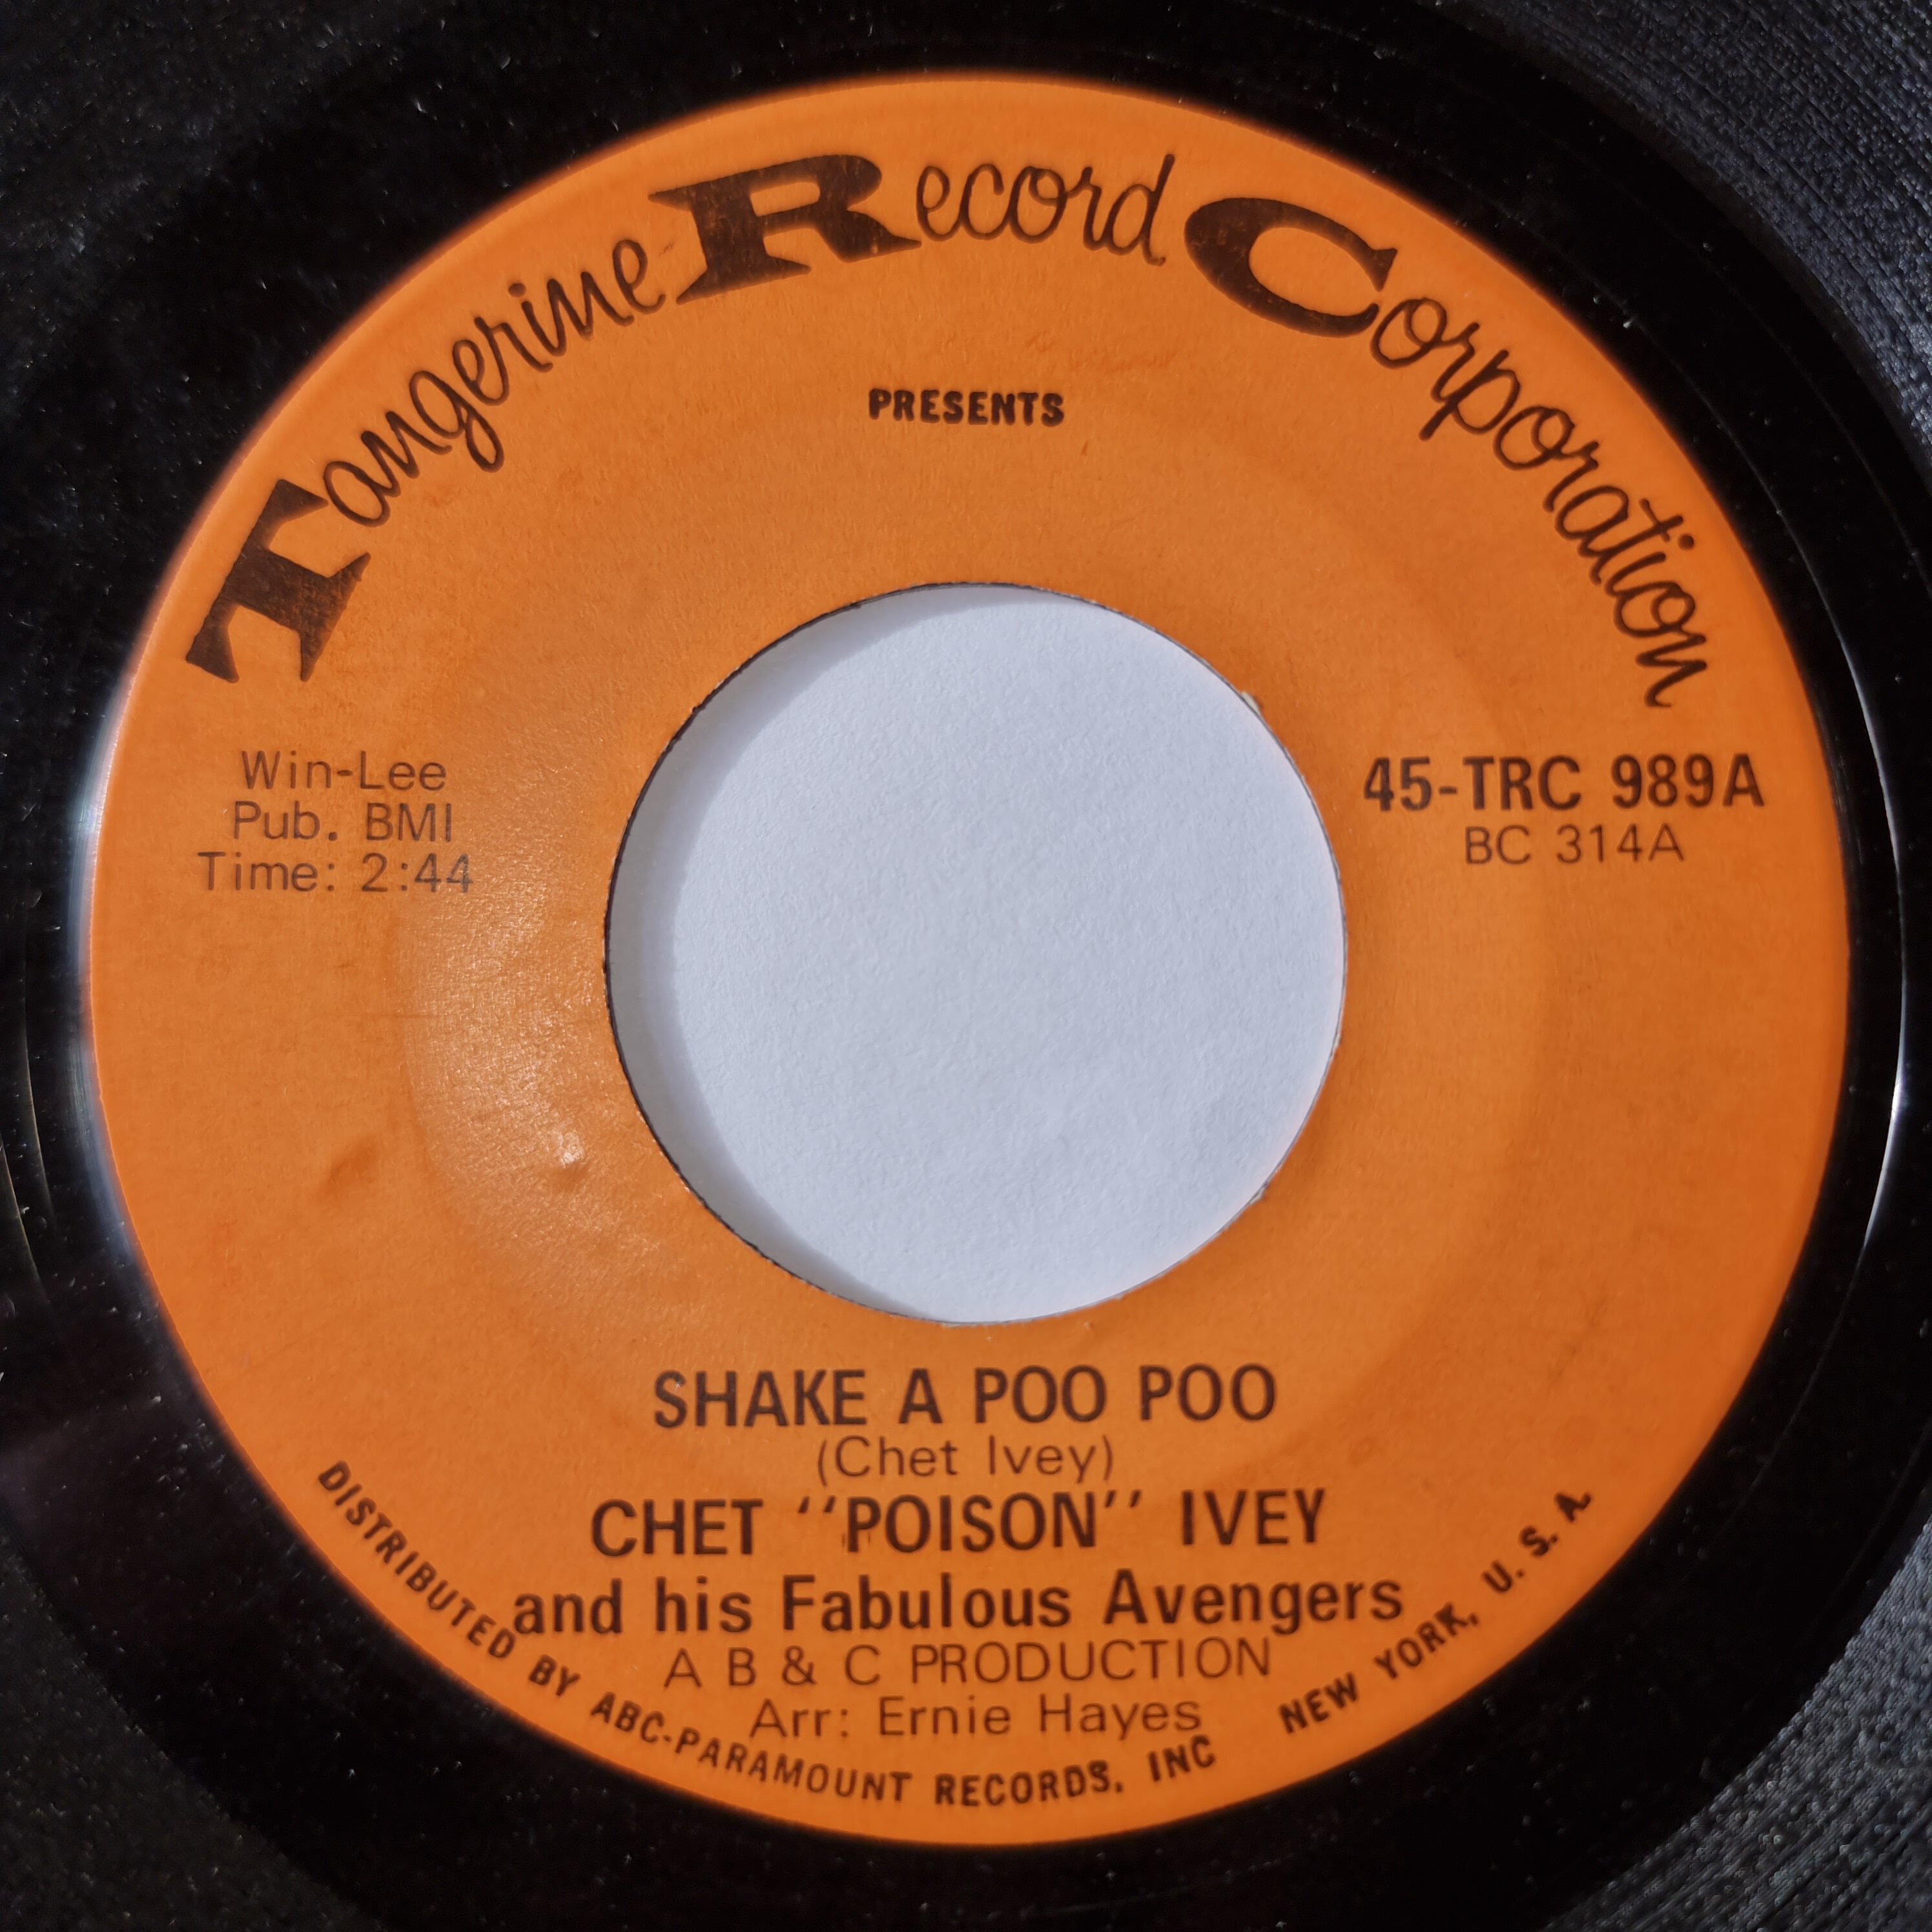 Tangerine Record Corporation
PRESENTS
Win-Lee
Pub. BMI
Time: 2:44
45-TRC 989A
BC 314A
SHAKE A POO POO
(Chet Ivey)
CHET "POISON" IVEY
and his Fabulous Avengers
A B & C PRODUCTION
Arr: Ernie Hayes
DISTRIBUTED BY ABC-PARAMOUNT RECORDS, INC NEW YORK, U. S. A.